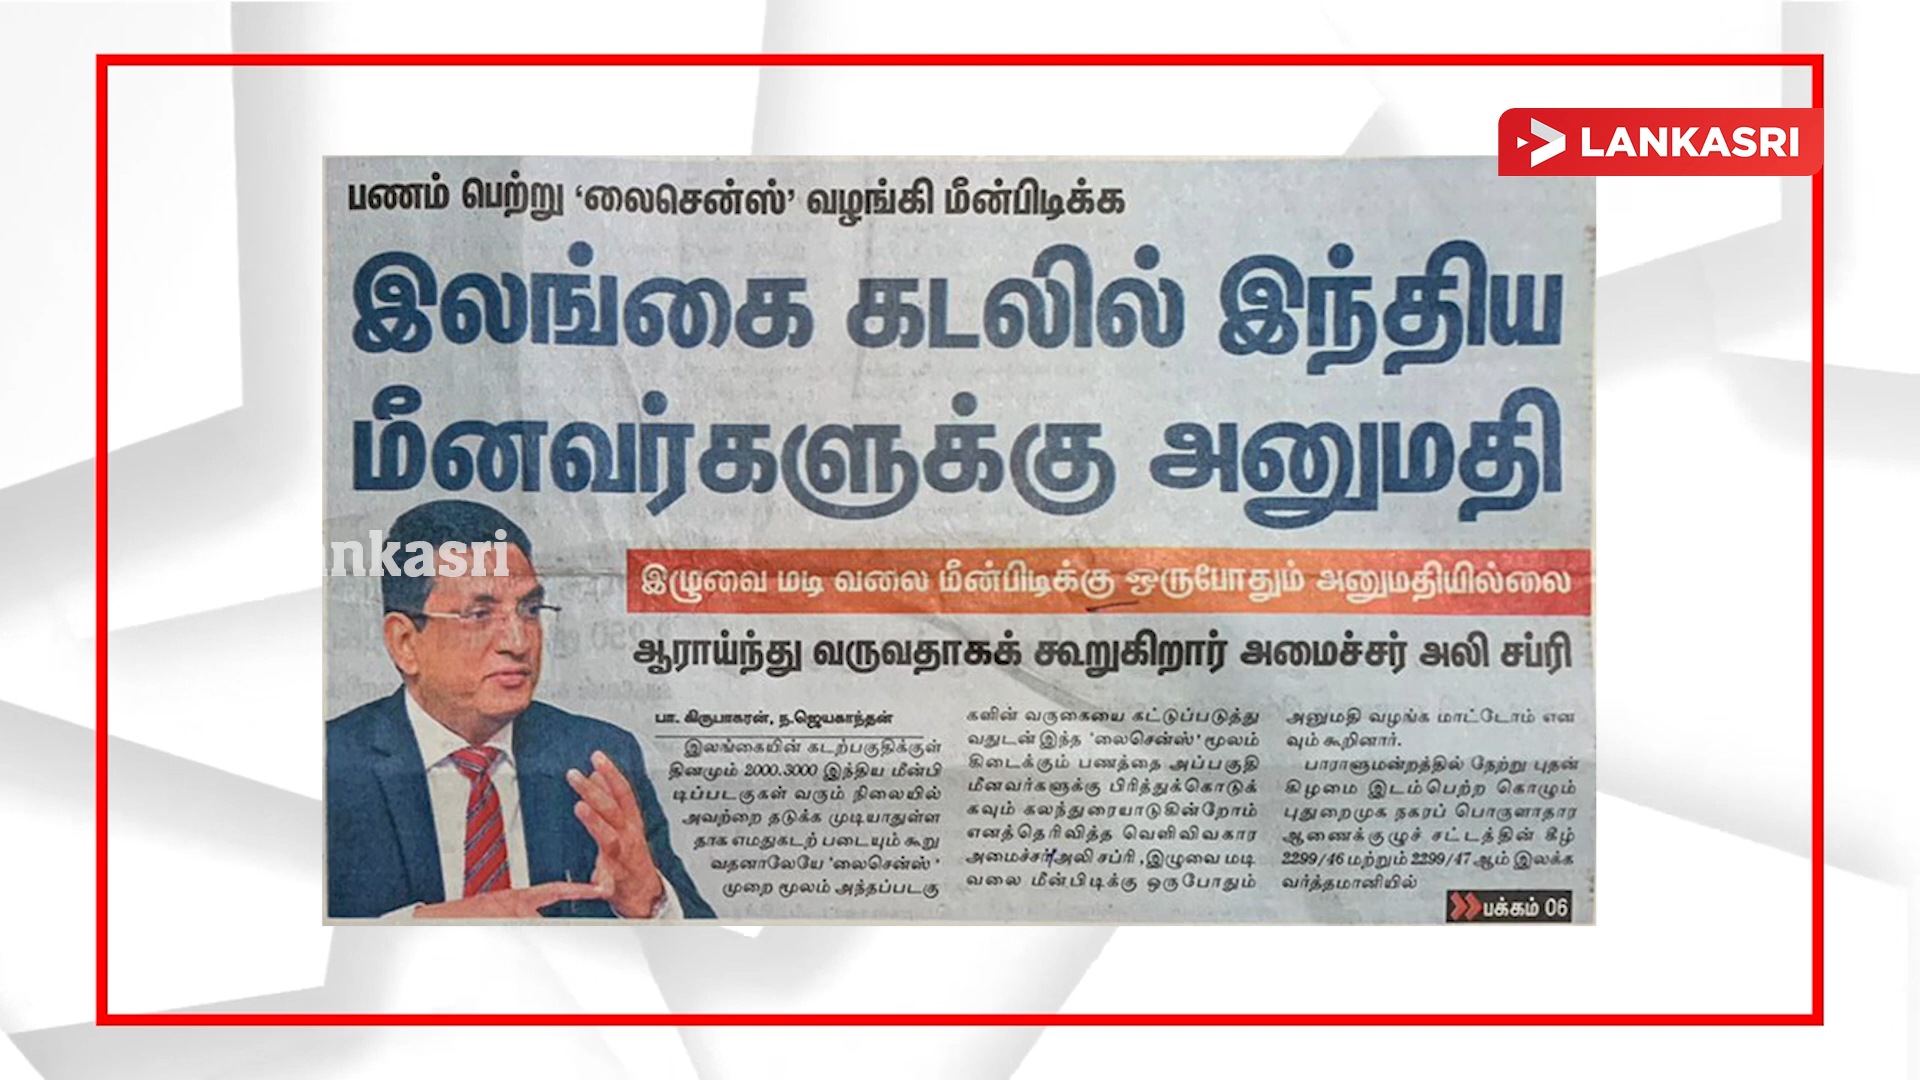 LANKASRI
பணம் பெற்று ‘லைசென்ஸ்’ வழங்கி மீன்பிடிக்க
இலங்கை கடலில் இந்திய
மீனவர்களுக்கு அனுமதி
nkasri
இழுவை மடி வலை மீன்பிடிக்கு ஒருபோதும் அனுமதியில்லை
ஆராய்ந்து வருவதாகக் கூறுகிறார் அமைச்சர் அலி சப்ரி
பா. கிருபாகரன், ந.ஜெயகாந்தன்
இலங்கையின் கடற்பகுதிக்குள்
தினமும் 2000.3000 இந்திய மீன்பி
டிப்படகுகள் வரும் நிலையில்
அவற்றை தடுக்க முடியாதுள்ள
தாக எமதுகடற் படையும் கூறு
வதனாலேயே ‘லைசென்ஸ் ’
முறை மூலம் அந்தப்படகு
களின் வருகையை கட்டுப்படுத்து
வதுடன் இந்த ‘லைசென்ஸ்’ மூலம்
கிடைக்கும் பணத்தை அப்பகுதி
மீனவர்களுக்கு பிரித்துக்கொடுக்
கவும் கலந்துரையாடுகின்றோம்
எனத்தெரிவித்த வெளிவிவகார
அமைச்சர் அலி சப்ரி ,இழுவை மடி
வலை மீன்பிடிக்கு ஒருபோதும்
அனுமதி வழங்க மாட்டோம் என
வும் கூறினார்.
பாராளுமன்றத்தில் நேற்று புதன்
கிழமை இடம்பெற்ற கொழும்
புதுறைமுக நகரப் பொருளாதார
ஆணைக்குழுச் சட்டத்தின் கீழ்
2299/46 மற்றும் 2299/47 ஆம் இலக்க
வர்த்தமானியில்
பக்கம் 06